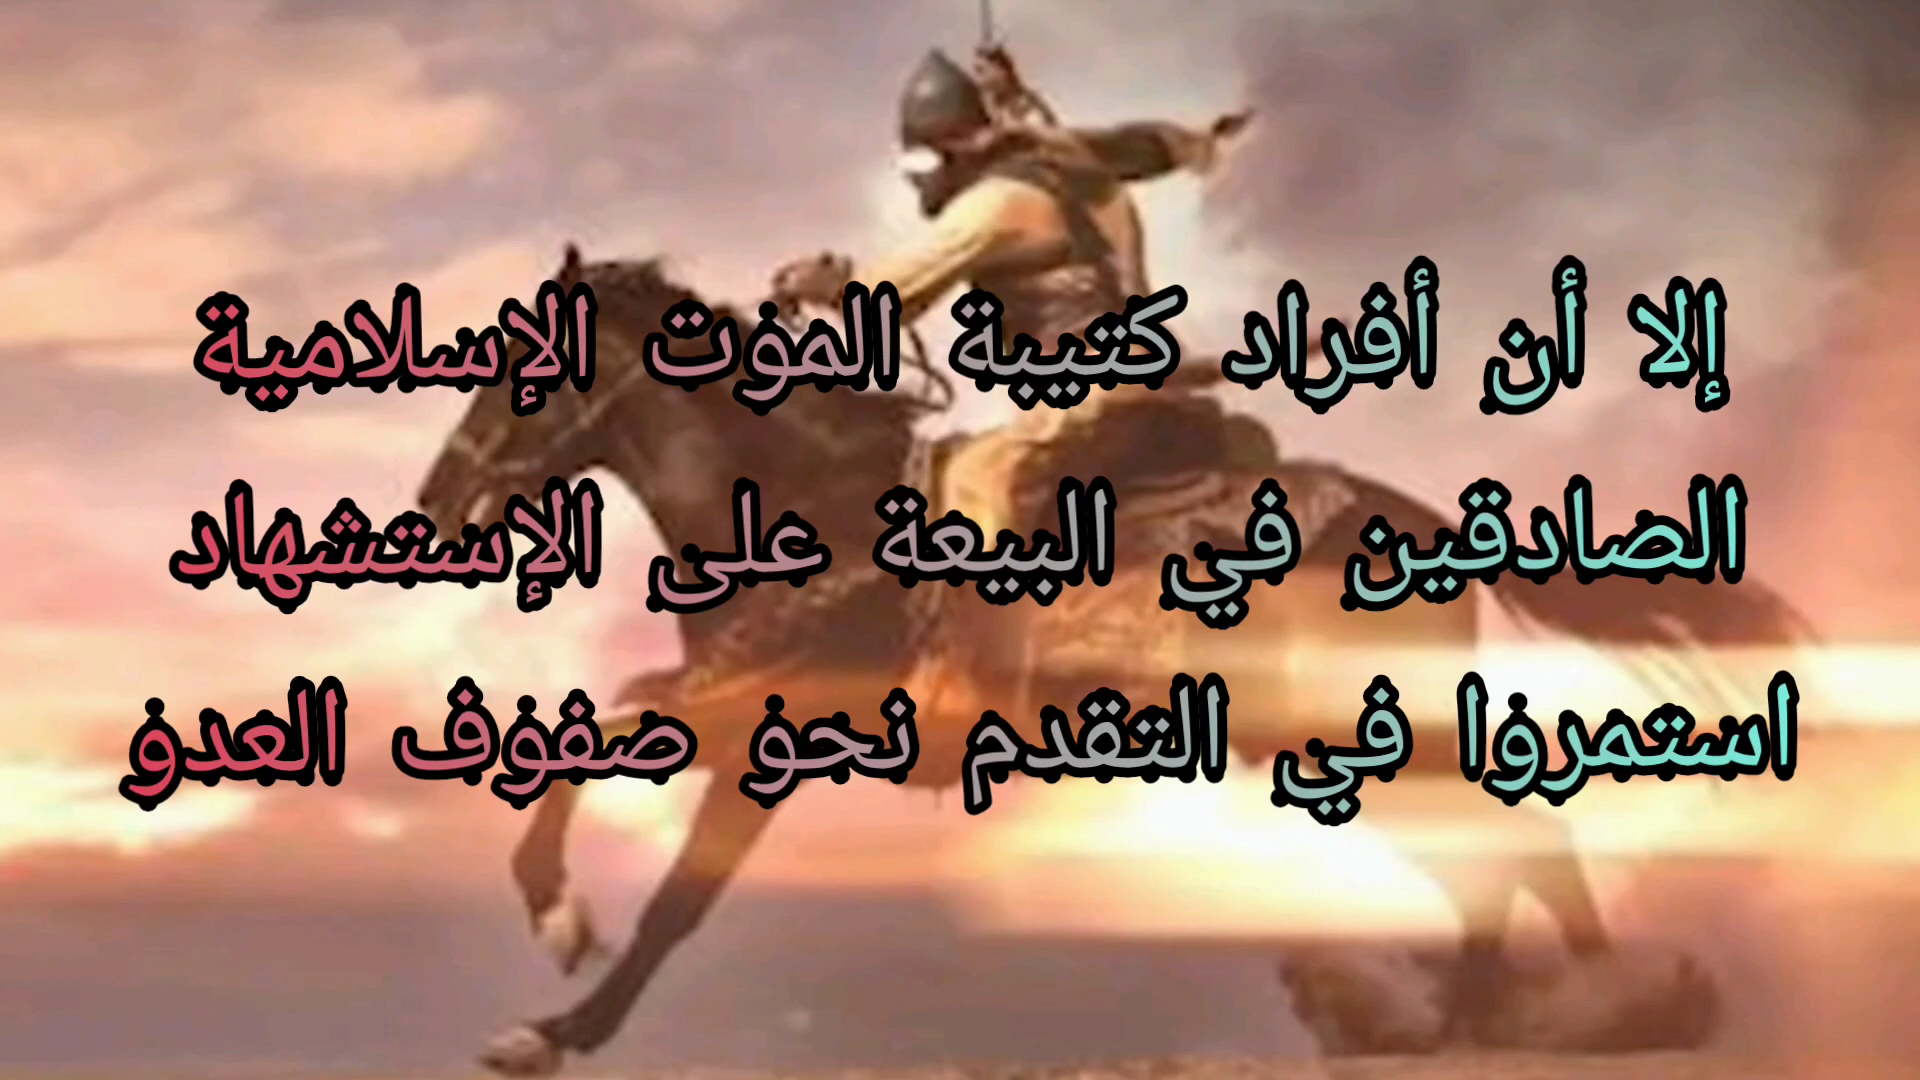 إلا أن أفراد كتيبة الموت الإسلامية
الصادقين في البيعة على الإستشهاد
استمروا في التقدم نحو صفوف العدو